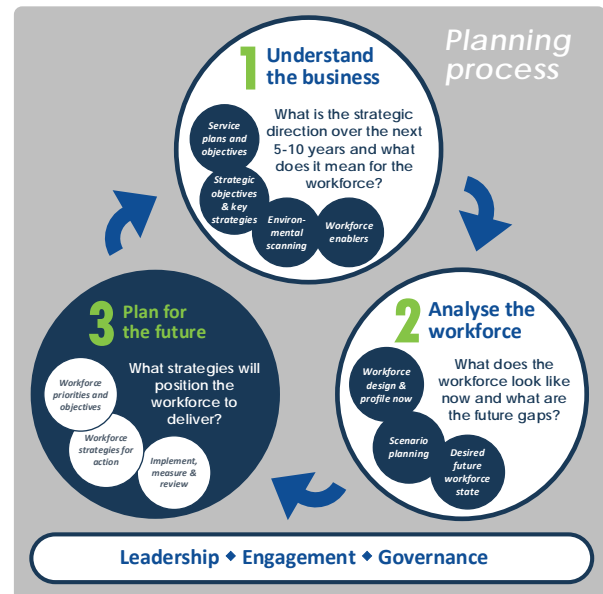 Planning
process
1 Understand
the business
What is the strategic
direction over the next
5-10 years and what
does it mean for the
workforce?
Service
plans and
objectives
Strategic
objectives
& key
strategies
Environ-
mental
scanning
Workforce
enablers
2 Analyse the
workforce
What does the
workforce look like
now and what are
the future gaps?
Workforce
design &
profile now
Scenario
planning
Desired
future
workforce
state
3 Plan for
the future
What strategies will
position the
workforce to
deliver?
Workforce
priorities and
objectives
Workforce
strategies for
action
Implement,
measure &
review
Leadership ◆ Engagement ◆ Governance